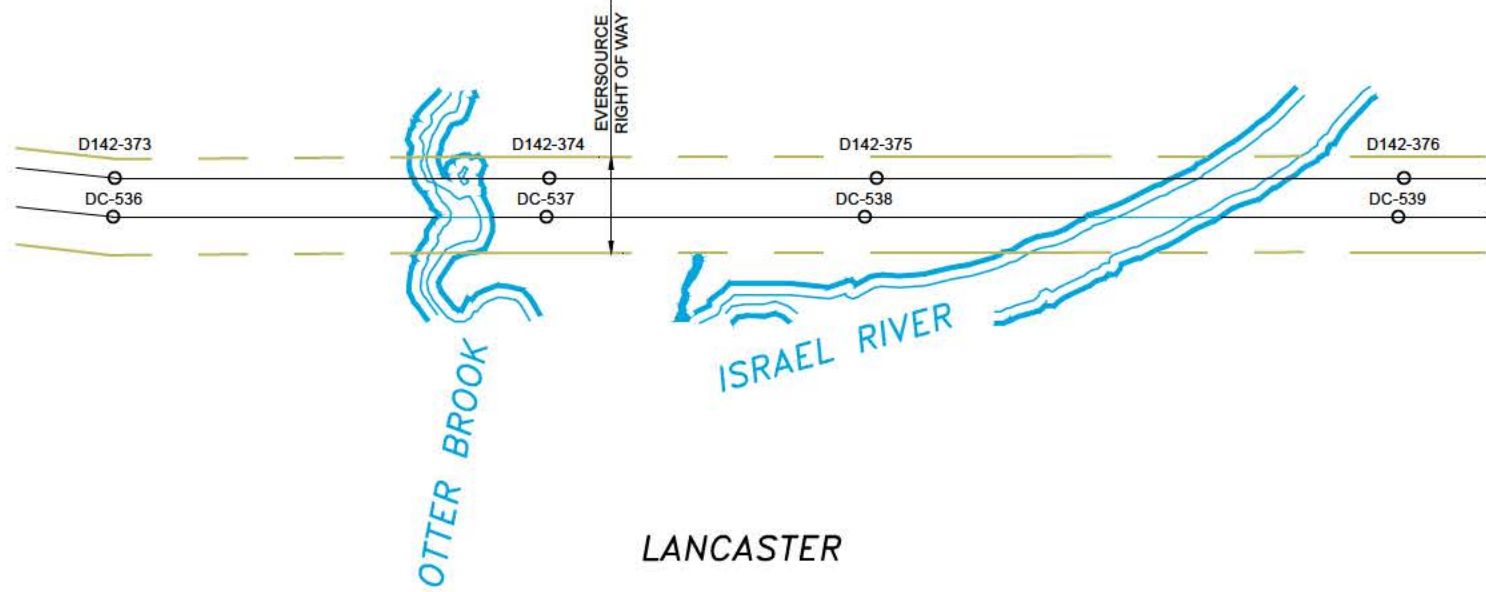 EVERSOURCE
RIGHT OF WAY
D142-373
D142-374
D142-375
D142-376
DC-536
DC-537
DC-538
DC-539
ISRAEL RIVER
OTTER BROOK
LANCASTER